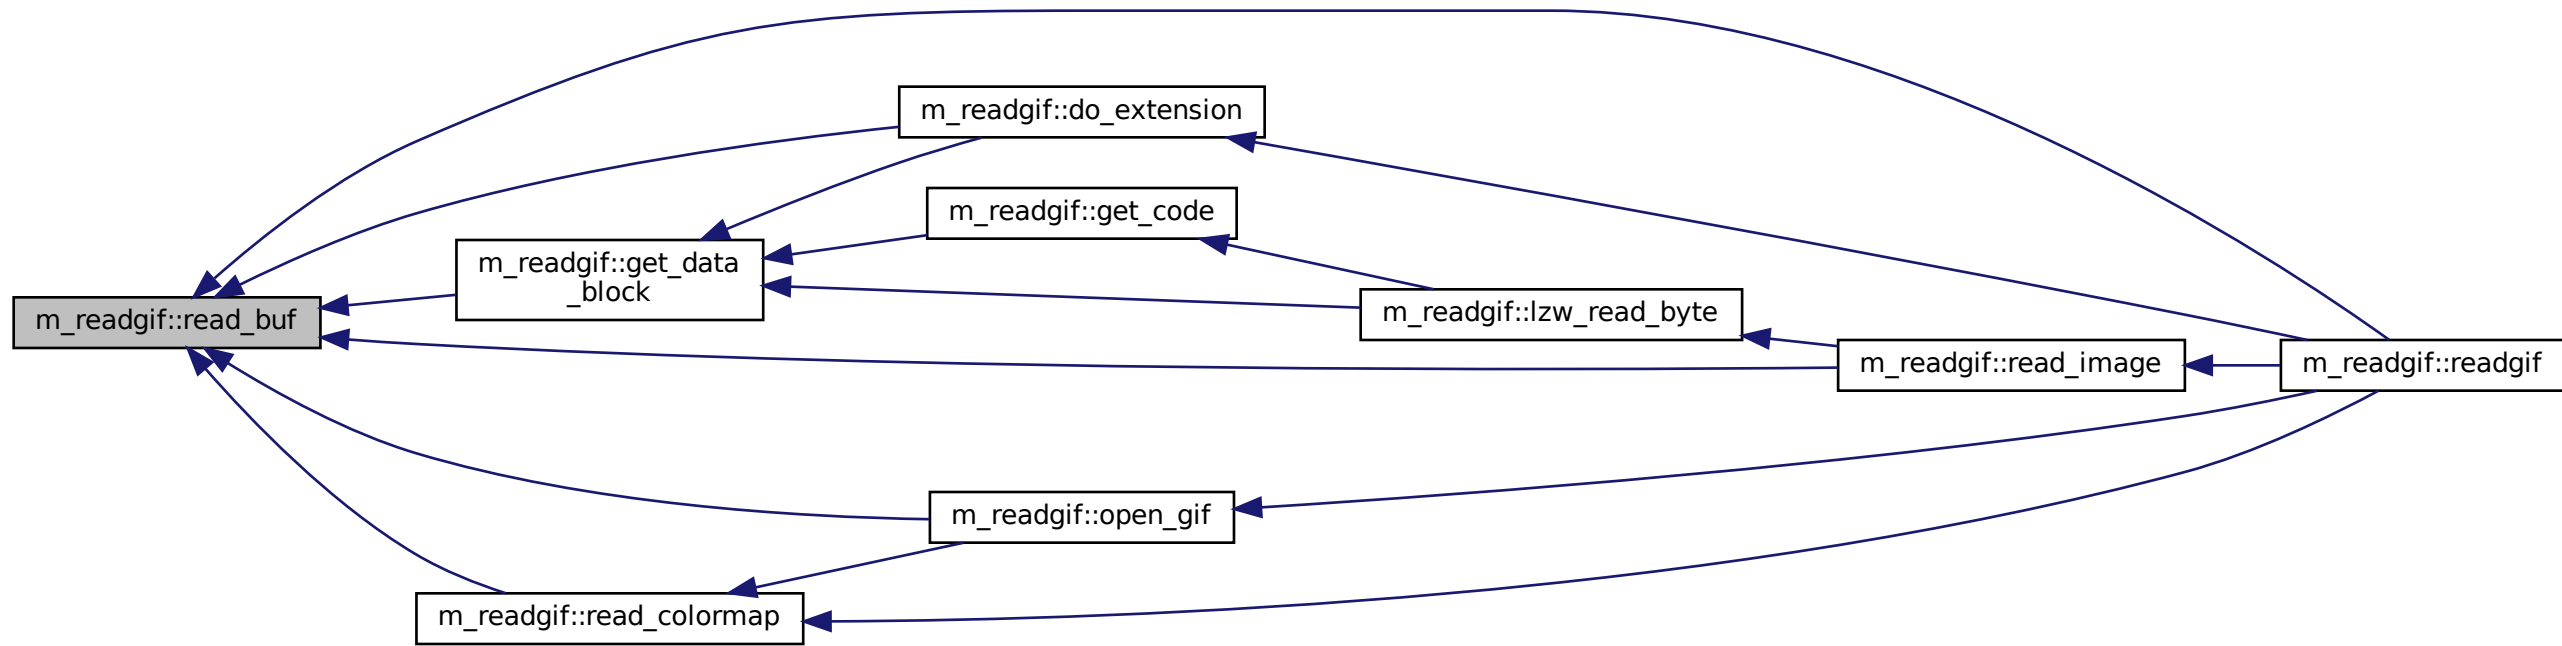 m_readgif::do_extension
m_readgif::get_code
m_readgif::get_data
_block
m_readgif::read_buf
m_readgif::lzw_read_byte
m_readgif::read_image
m_readgif::readgif
m_readgif::open_gif
m_readgif::read_colormap